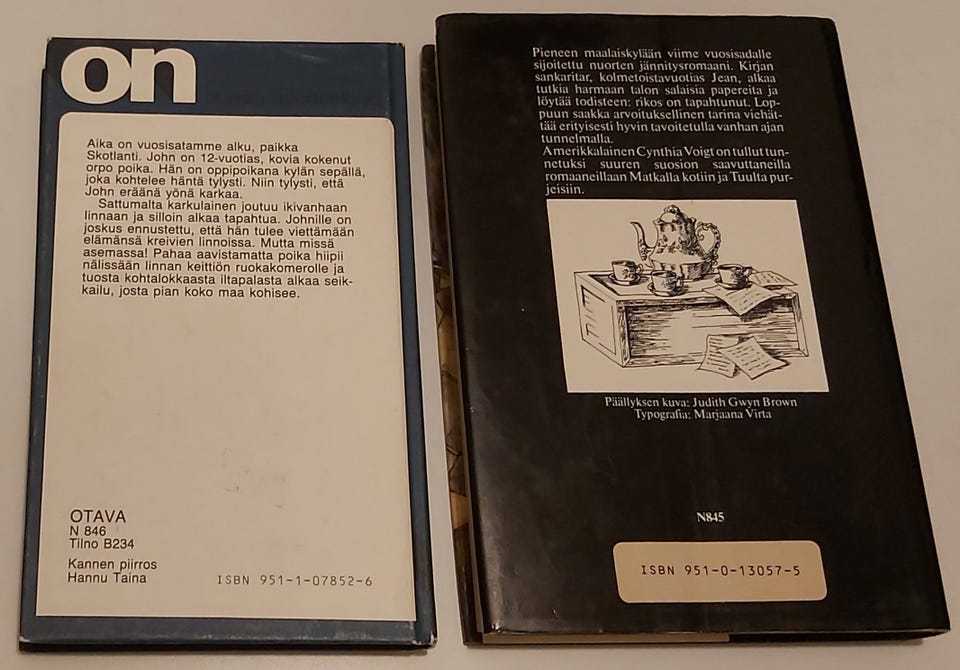 on
Aika on vuosisatamme alku, paikka
Skotlanti. John on 12-vuotias, kovia kokenut
orpo poika. Hän on oppipoikana kylän sepällä,
joka kohtelee häntä tylysti. Niin tylysti, että
John eräänä yönä karkaa.
Sattumalta karkulainen joutuu ikivanhaan
linnaan ja silloin alkaa tapahtua. Johnille on
joskus ennustettu, että hän tulee viettämään
elämänsä kreivien linnoissa. Mutta missä
asemassa! Pahaa aavistamatta poika hiipii
nälissään linnan keittiön ruokakomerolle ja
tuosta kohtalokkaasta iltapalasta alkaa seik-
kailu, josta pian koko maa kohisee.
OTAVA
N 846
Tilno B234
Kannen piirros
Hannu Taina
ISBN 951-1-07852-6
Pieneen maalaiskylään viime vuosisadalle
sijoitettu nuorten jännitysromaani. Kirjan
sankaritar, kolmetoistavuotias Jean, alkaa
tutkia harmaan talon salaisia papereita ja
löytää todisteen: rikos on tapahtunut. Lop-
puun saakka arvoituksellinen tarina viehät-
tää erityisesti hyvin tavoitetulla vanhan ajan
tunnelmalla.
Amerikkalainen Cynthia Voigt on tullut tun-
netuksi suuren suosion saavuttaneilla
romaaneillaan Matkalla kotiin ja Tuulta pur-
jeisiin.
Päällyksen kuva: Judith Gwyn Brown
Typografia: Marjaana Virta
N845
ISBN 951-0-13057-5